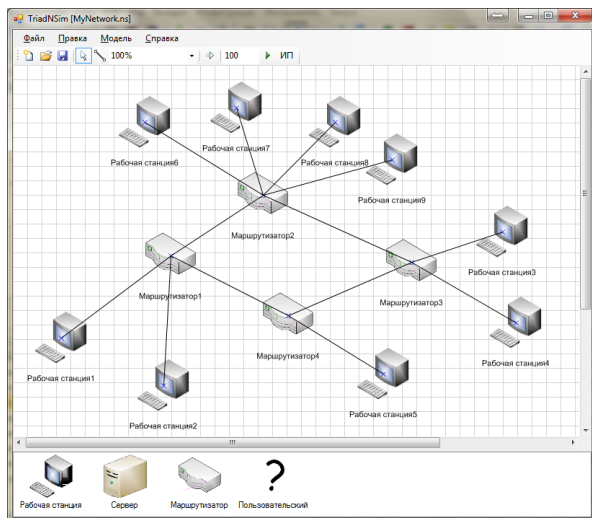 TriadNSim [MyNetwork.ns]
Файл Правка Модель Справка
100% 100 ИП
Рабочая станция6
Рабочая станция7
Рабочая станция8
Рабочая станция9
Маршрутизатор2
Рабочая станция3
Маршрутизатор1
Маршрутизатор3
Маршрутизатор4
Рабочая станция4
Рабочая станция1
Рабочая станция5
Рабочая станция2
Рабочая станция Сервер Маршрутизатор Пользовательский